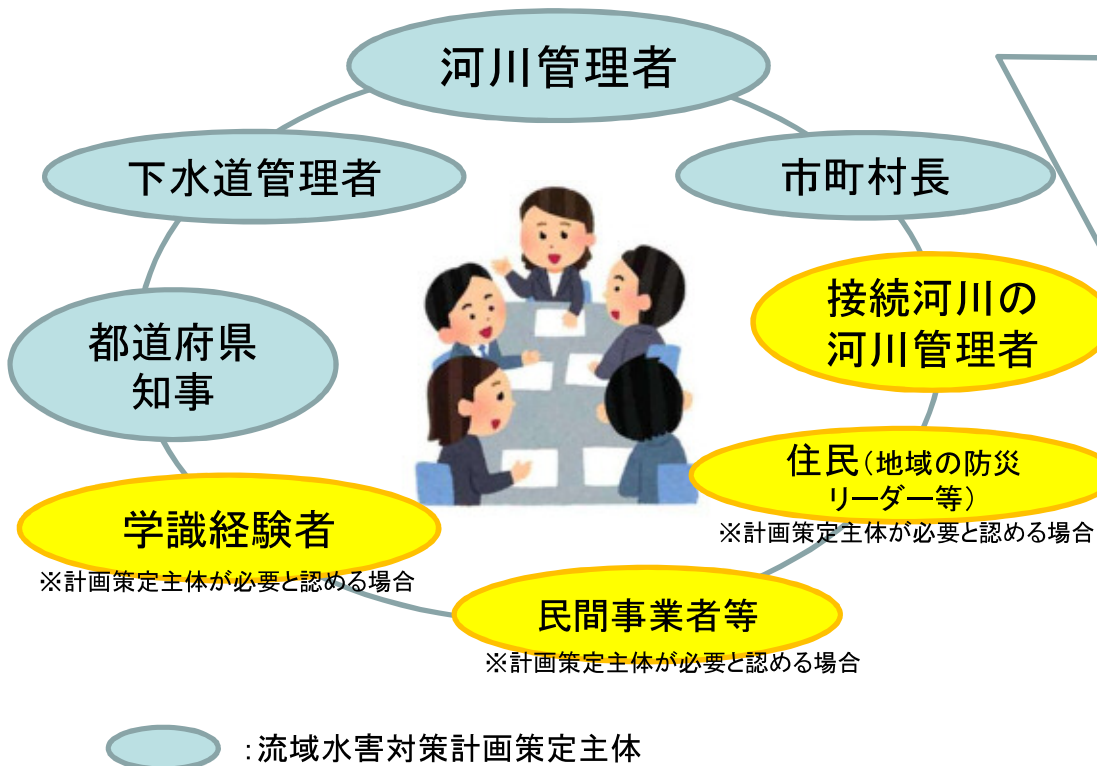 河川管理者
下水道管理者
市町村長
接続河川の
河川管理者
都道府県
知事
住民(地域の防災
リーダー等)
※計画策定主体が必要と認める場合
学識経験者
※計画策定主体が必要と認める場合
民間事業者等
※計画策定主体が必要と認める場合
:流域水害対策計画策定主体